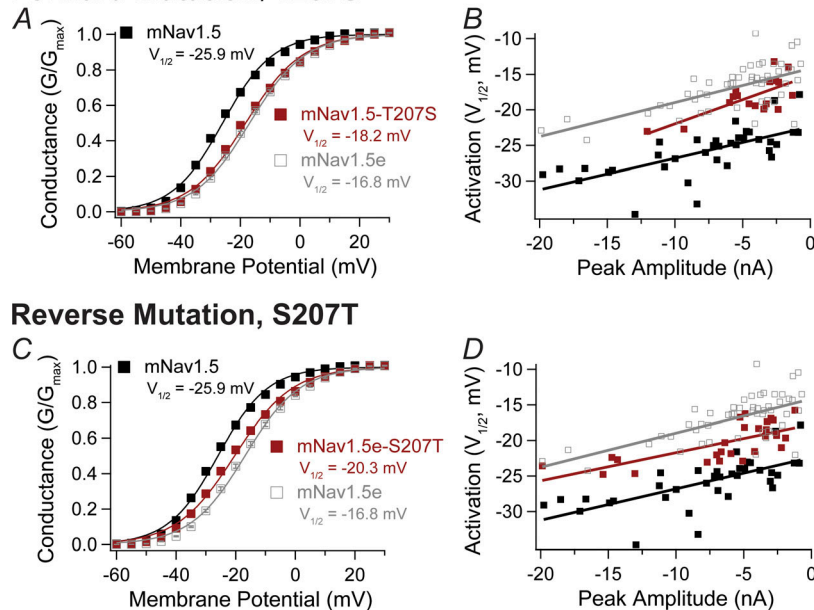 A
B
mNav1.5
V1/2 = -25.9 mV
mNav1.5-T207S
V1/2 = -18.2 mV
mNav1.5e
V1/2 = -16.8 mV
Conductance (G/Gmax)
1.0
0.8
0.6
0.4
0.2
0.0
-60 -40 -20 0 20
Membrane Potential (mV)
Activation (V1/2, mV)
-10
-15
-20
-25
-30
-20 -15 -10 -5 0
Peak Amplitude (nA)
Reverse Mutation, S207T
C
D
mNav1.5
V1/2 = -25.9 mV
mNav1.5e-S207T
V1/2 = -20.3 mV
mNav1.5e
V1/2 = -16.8 mV
Conductance (G/Gmax)
1.0
0.8
0.6
0.4
0.2
0.0
-60 -40 -20 0 20
Membrane Potential (mV)
Activation (V1/2, mV)
-10
-15
-20
-25
-30
-20 -15 -10 -5 0
Peak Amplitude (nA)